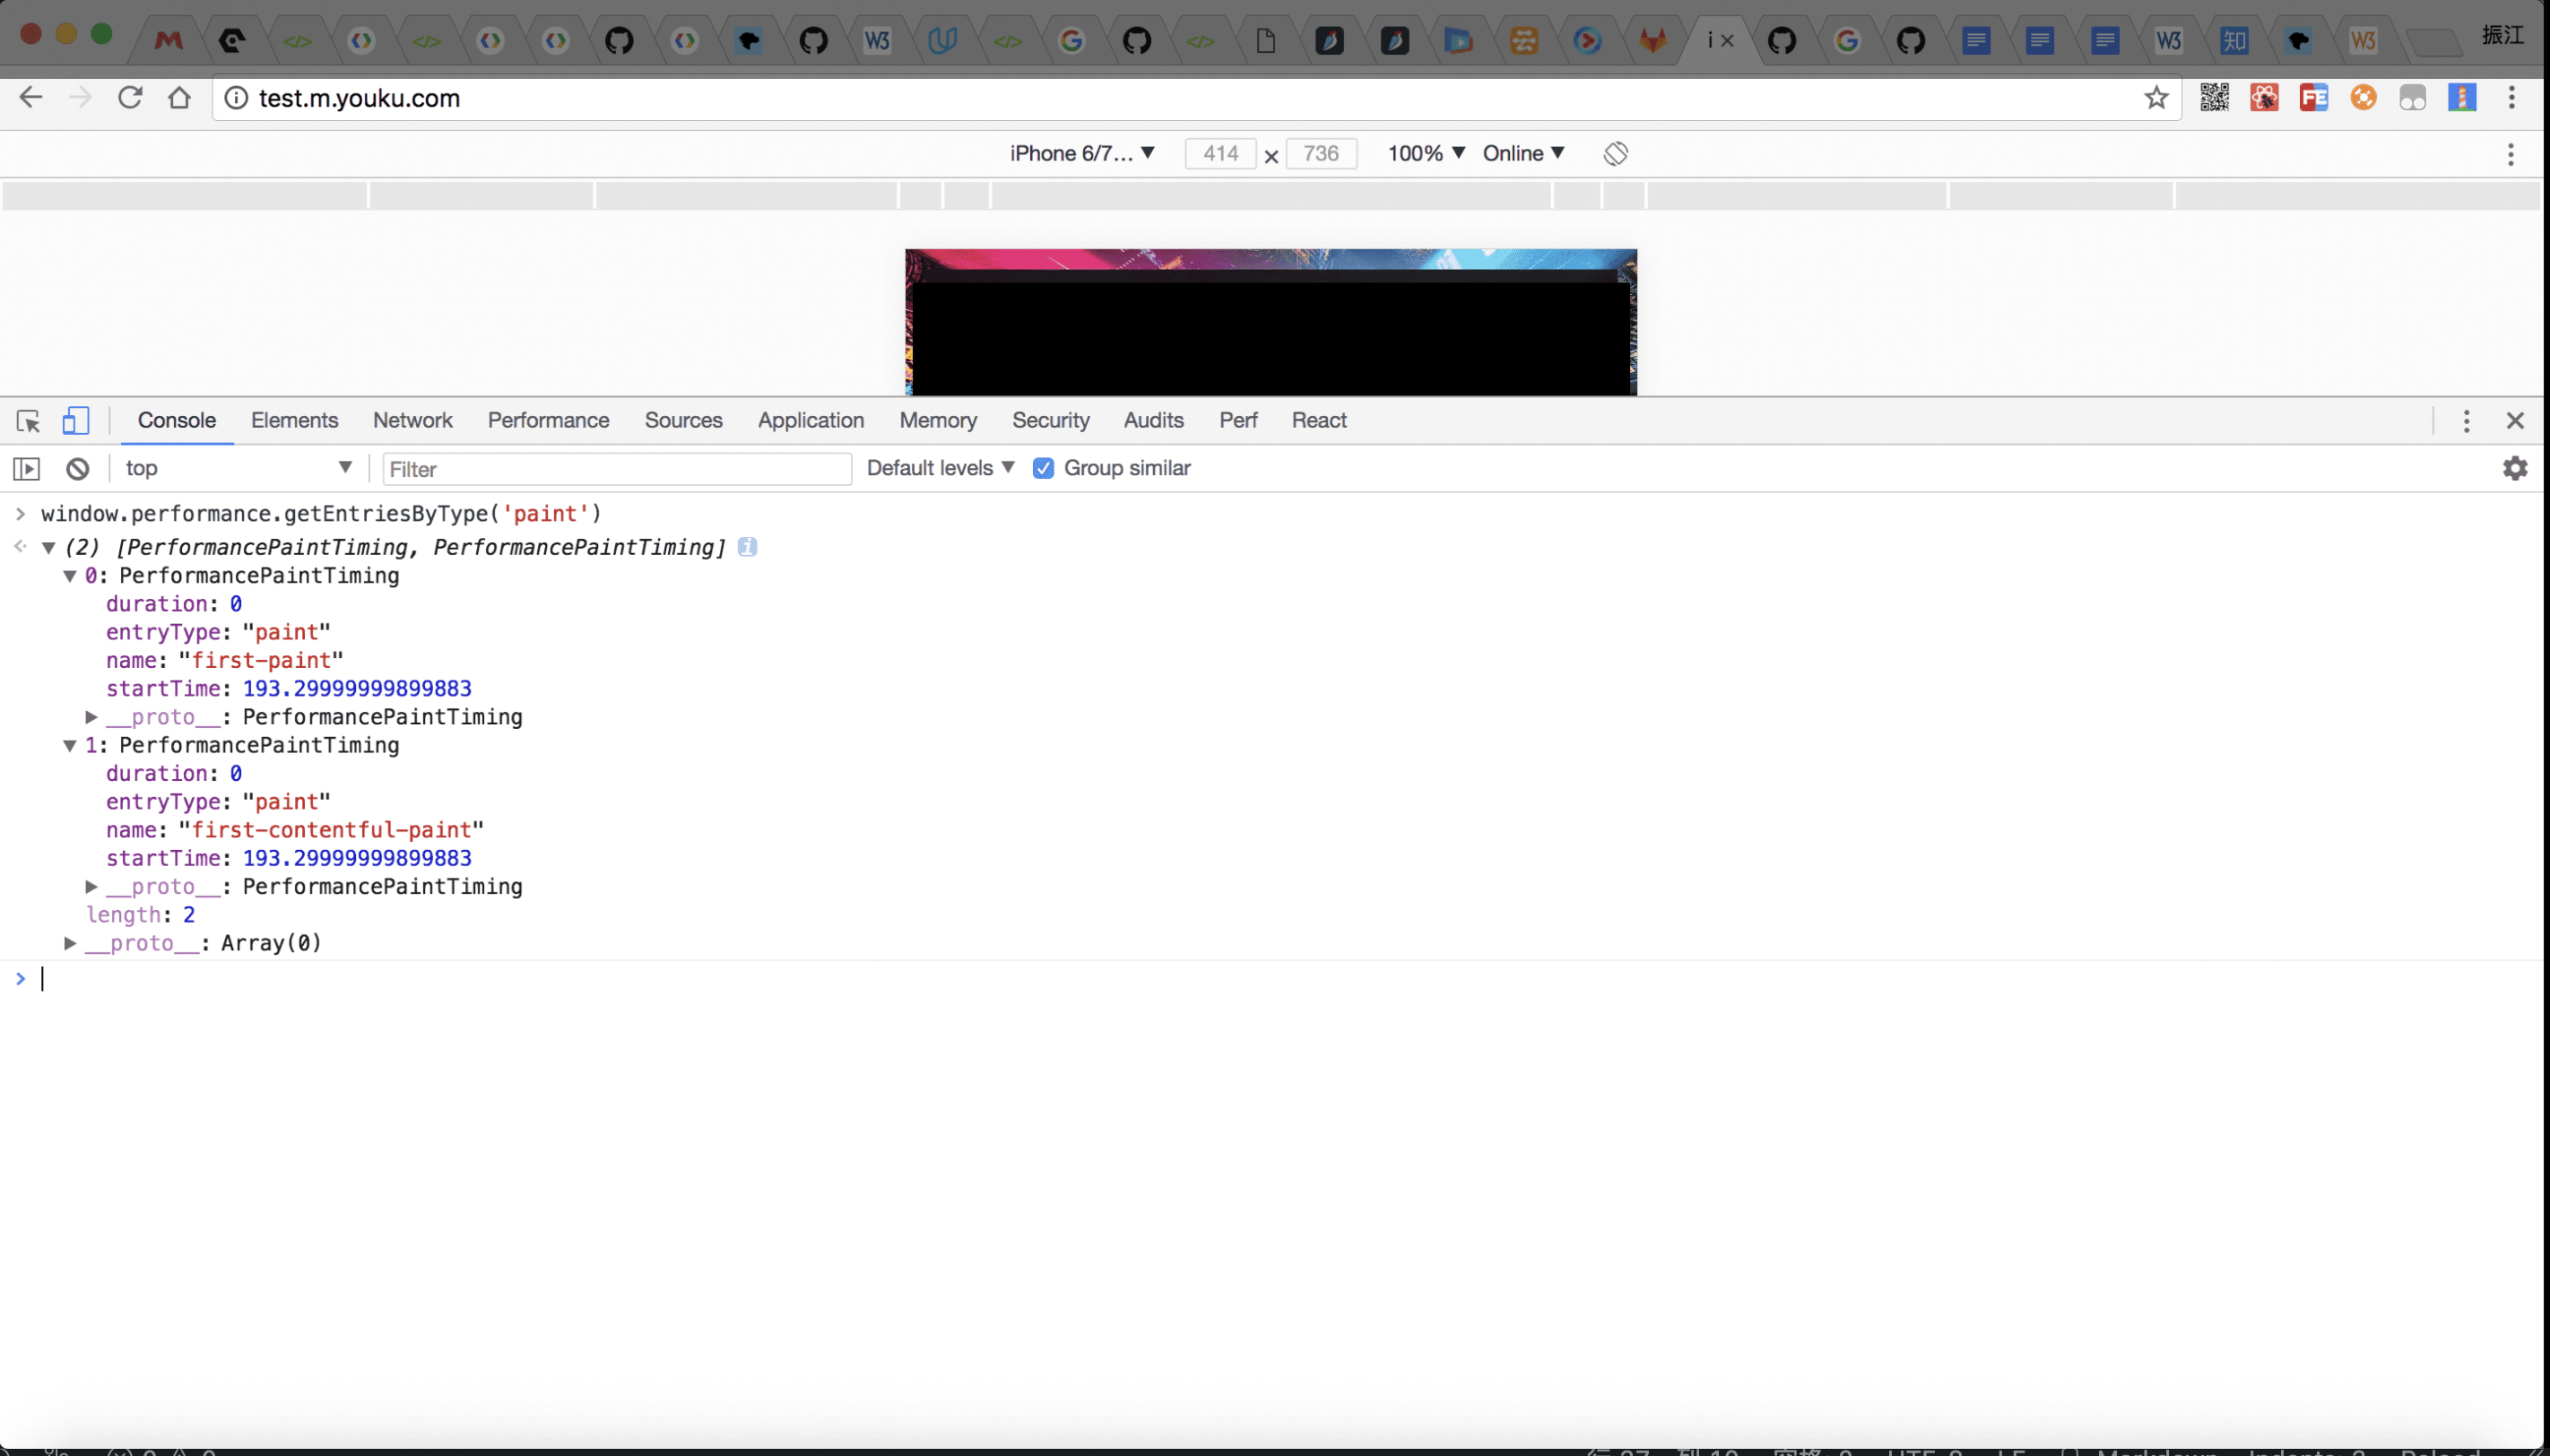 振江
test.m.youku.com
iPhone 6/7… 414 × 736 100% Online
Console Elements Network Performance Sources Application Memory Security Audits Perf React
top Filter Default levels Group similar
window.performance.getEntriesByType('paint')
(2) [PerformancePaintTiming, PerformancePaintTiming]
0: PerformancePaintTiming
duration: 0
entryType: "paint"
name: "first-paint"
startTime: 193.29999999899883
__proto__: PerformancePaintTiming
1: PerformancePaintTiming
duration: 0
entryType: "paint"
name: "first-contentful-paint"
startTime: 193.29999999899883
__proto__: PerformancePaintTiming
length: 2
__proto__: Array(0)